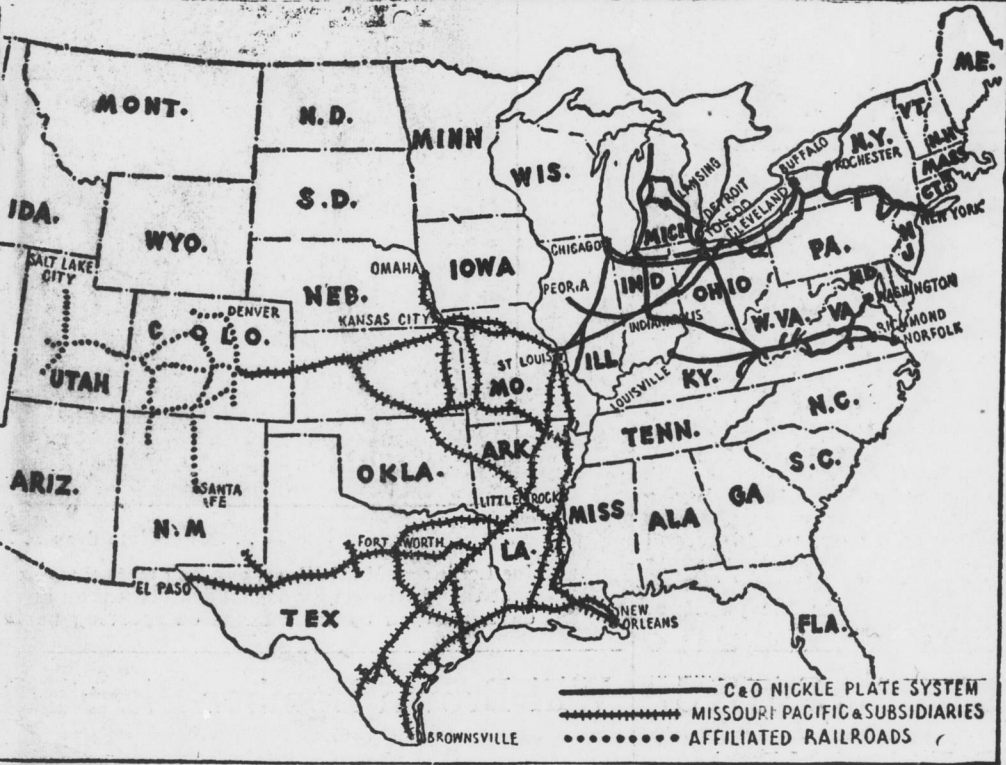 MONT.
N.D.
MINN
ME.
VT.
N.H.
N.Y.
MASS
CT.
BUFFALO
ROCHESTER
WIS.
LANSING
DETROIT
TOLEDO
CLEVELAND
NEW YORK
IDA.
S.D.
WYO.
MICH
CHICAGO
PA.
N
J
SALT LAKE
CITY
OMAHA
IOWA
NEB.
PEORIA
IND
OHIO
MD.
WASHINGTON
DENVER
COLO.
KANSAS CITY
INDIANAPOLIS
W.VA.
VA
RICHMOND
NORFOLK
UTAH
ST LOUIS
MO.
ILL
KY.
LOUISVILLE
N.C.
TENN.
ARK
S.C.
ARIZ.
OKLA.
SANTA
FE
LITTLE ROCK
MISS
ALA
GA
N.M
FORT WORTH
LA.
EL PASO
TEX
NEW
ORLEANS
FLA.
BROWNSVILLE
C&O NICKLE PLATE SYSTEM
MISSOURI PACIFIC & SUBSIDIARIES
AFFILIATED RAILROADS